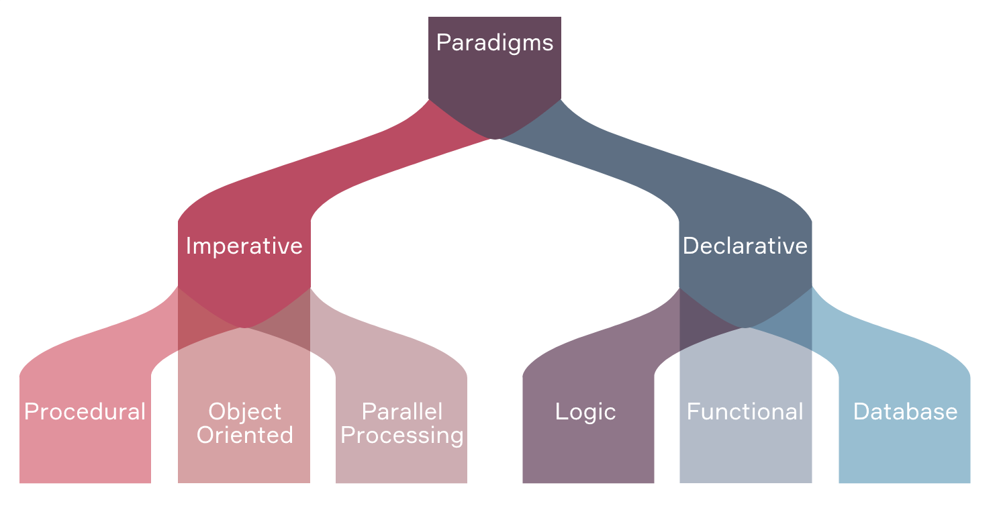 Paradigms
Imperative
Declarative
Procedural
Object
Oriented
Parallel
Processing
Logic
Functional
Database